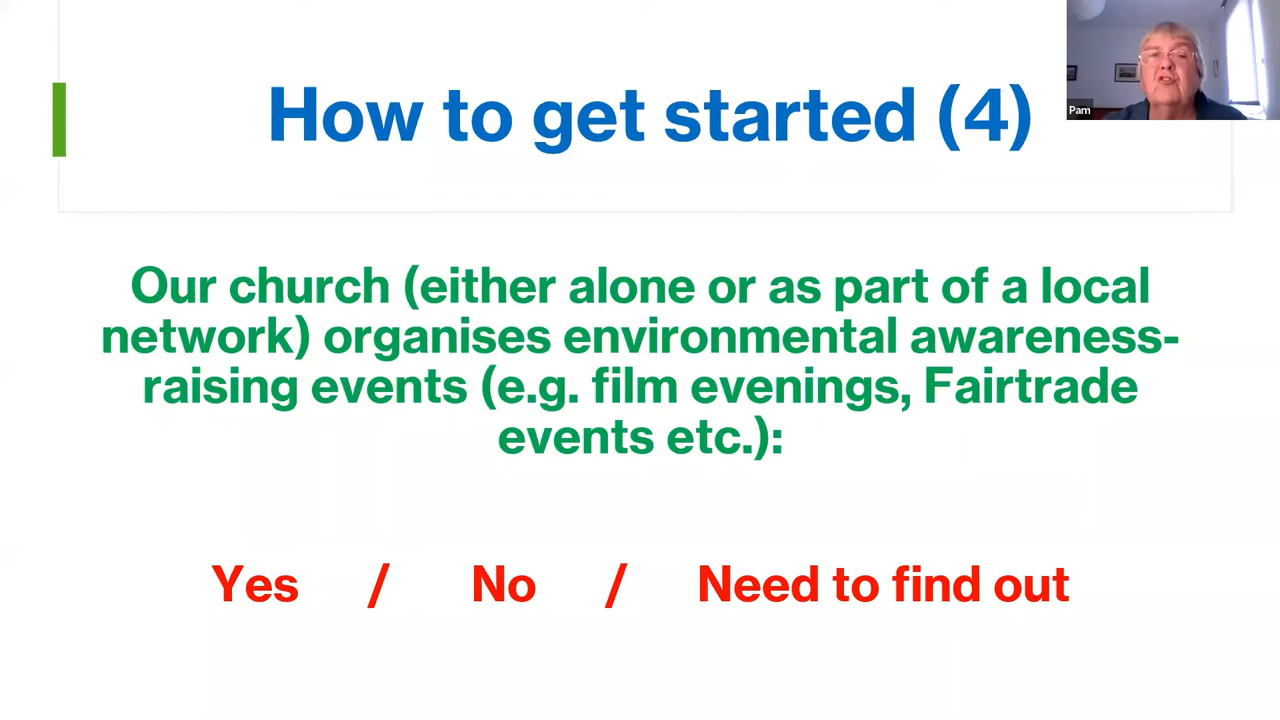 How to get started (4)
Pam
Our church (either alone or as part of a local
network) organises environmental awareness-
raising events (e.g. film evenings, Fairtrade
events etc.):
Yes / No / Need to find out